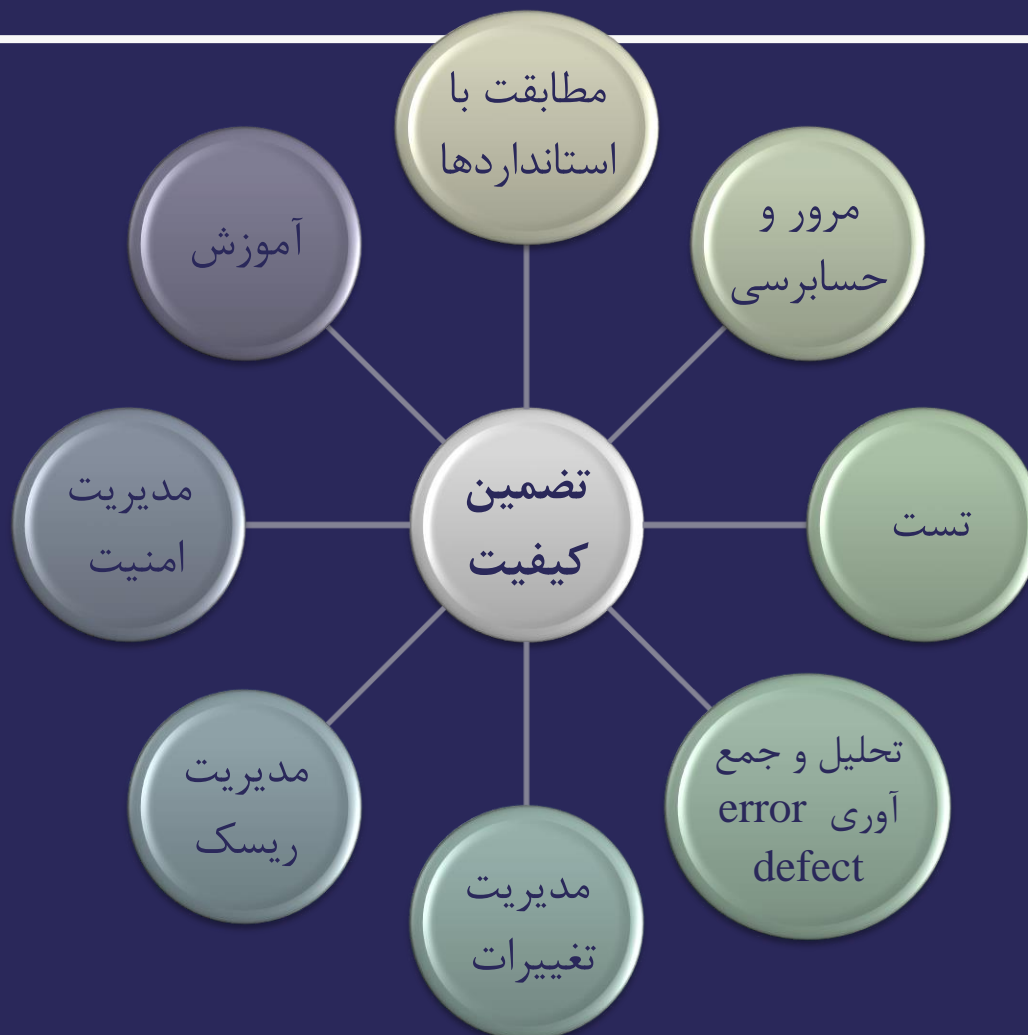 مطابقت با
استانداردها
مرور و
حسابرسی
تست
تحلیل و جمع
آوری error
defect
مدیریت
تغییرات
مدیریت
ریسک
مدیریت
امنیت
آموزش
تضمین
کیفیت